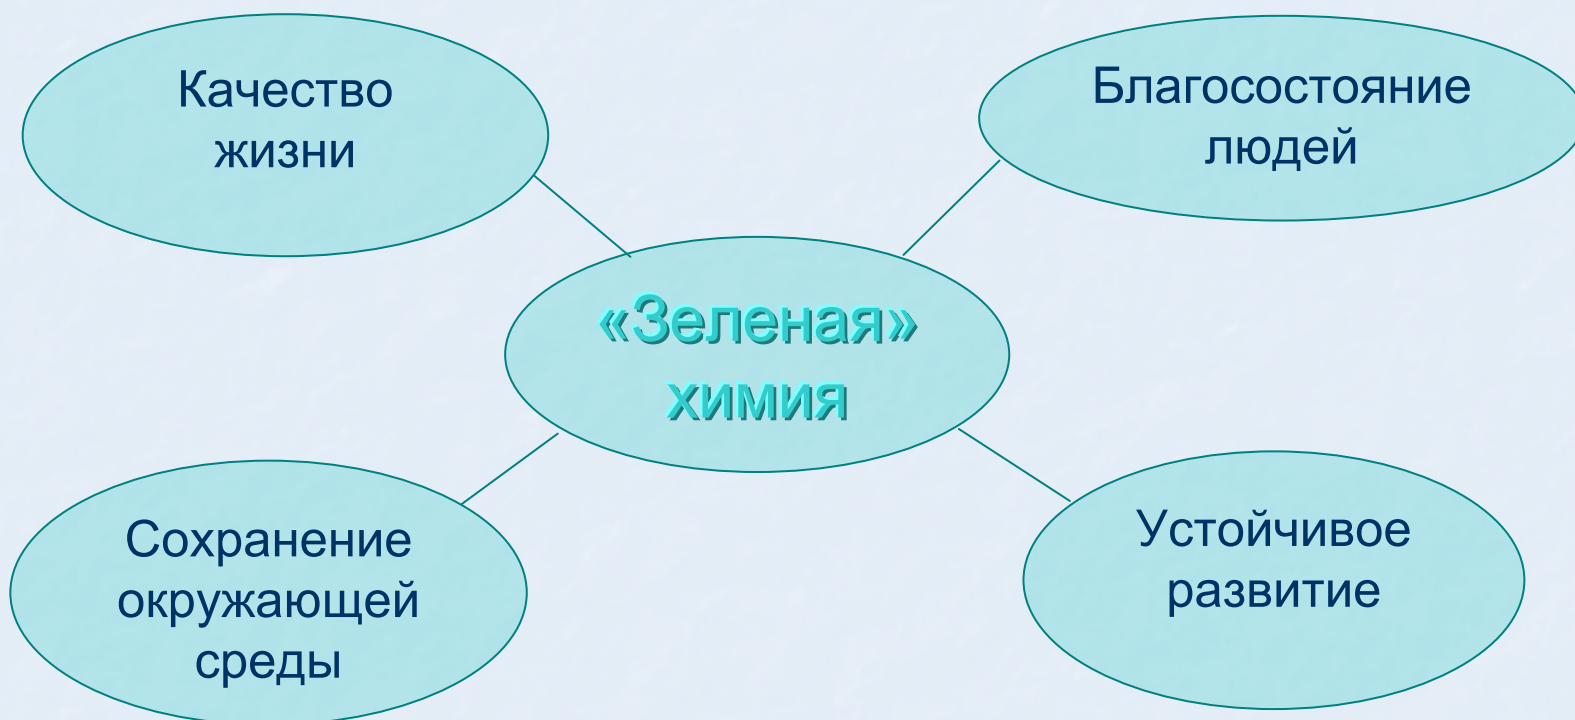 Качество
жизни
Благосостояние
людей
«Зеленая»
химия
Сохранение
окружающей
среды
Устойчивое
развитие